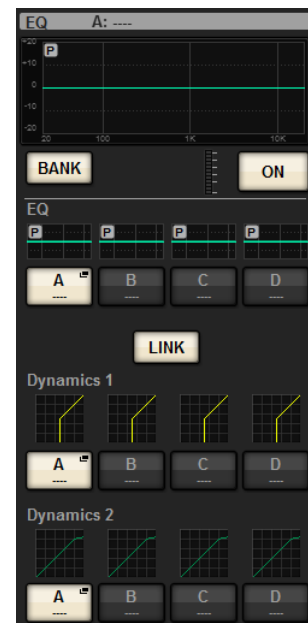 EQ A: ----
+20
P
+10
0
-10
-20
20 100 1K 10K
BANK ON
EQ
P P P P
A B C D
---- ---- ---- ----
LINK
Dynamics 1
A B C D
---- ---- ---- ----
Dynamics 2
A B C D
---- ---- ---- ----